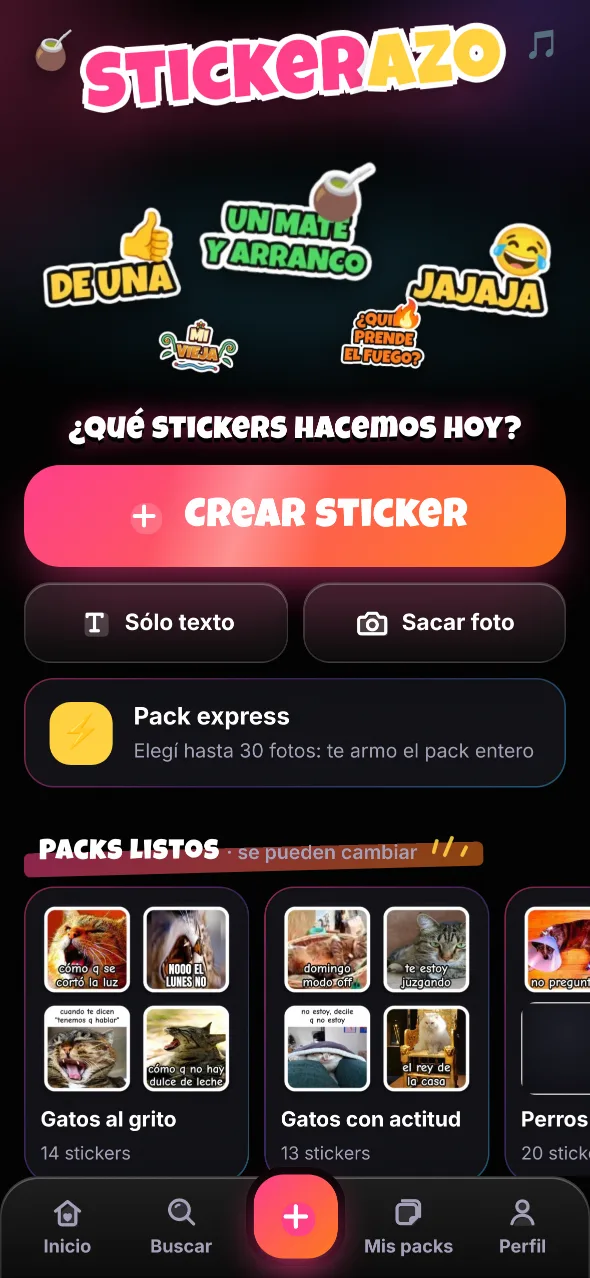 STICKERAZO
UN MATE
Y ARRANCO
DE UNA
JAJAJA
MI
VIEJA
¿QUIÉN
PRENDE
EL FUEGO?
¿Qué STICKERS HACEMOS HOY?
+ CREAR STICKER
T Sólo texto
Sacar foto
Pack express
Elegí hasta 30 fotos: te armo el pack entero
PACKS LISTOS · se pueden cambiar
cómo q se
cortó la luz
NOOO EL
LUNES NO
domingo
modo off
te estoy
juzgando
no pregunt
cuando te dicen
"tenemos q hablar"
cómo q no hay
dulce de leche
no estoy, decile
q no estoy
el rey de
la casa
Gatos al grito
14 stickers
Gatos con actitud
13 stickers
Perros
20 sticke
Inicio
Buscar
+
Mis packs
Perfil